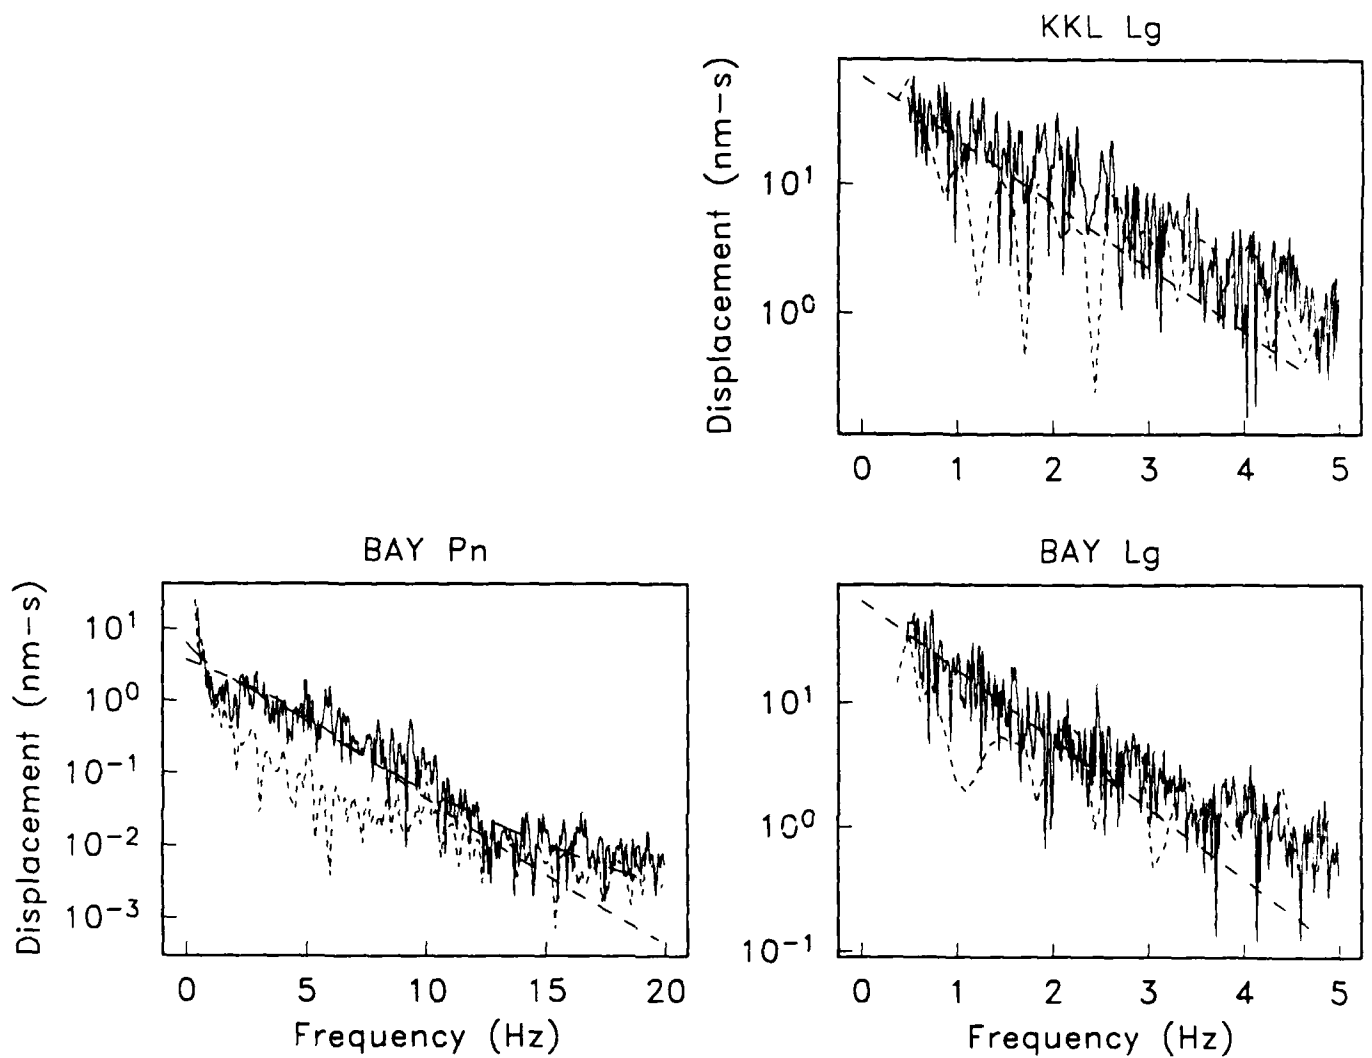 KKL Lg
Displacement (nm-s)
10¹
10⁰
0 1 2 3 4 5
BAY Pn
Displacement (nm-s)
10¹
10⁰
10⁻¹
10⁻²
10⁻³
0 5 10 15 20
Frequency (Hz)
BAY Lg
10¹
10⁰
10⁻¹
0 1 2 3 4 5
Frequency (Hz)